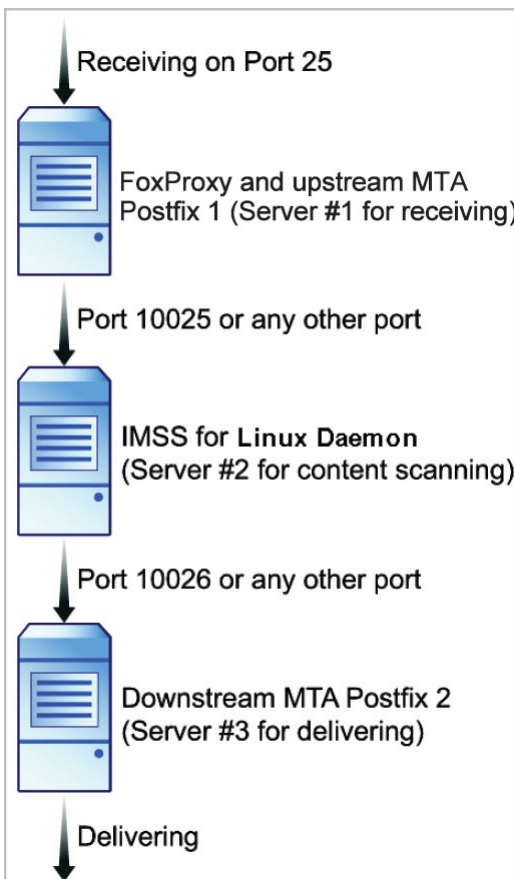 Receiving on Port 25
FoxProxy and upstream MTA
Postfix 1 (Server #1 for receiving)
Port 10025 or any other port
IMSS for Linux Daemon
(Server #2 for content scanning)
Port 10026 or any other port
Downstream MTA Postfix 2
(Server #3 for delivering)
Delivering